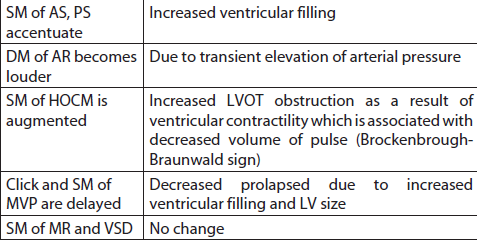 SM of AS, PS Increased ventricular filling
accentuate
DM of AR becomes Due to transient elevation of arterial pressure
louder
SM of HOCM is Increased LVOT obstruction as a result of
augmented ventricular contractility which is associated with
decreased volume of pulse (Brockenbrough-
Braunwald sign)
Click and SM of Decreased prolapsed due to increased
MVP are delayed ventricular filling and LV size
SM of MR and VSD No change